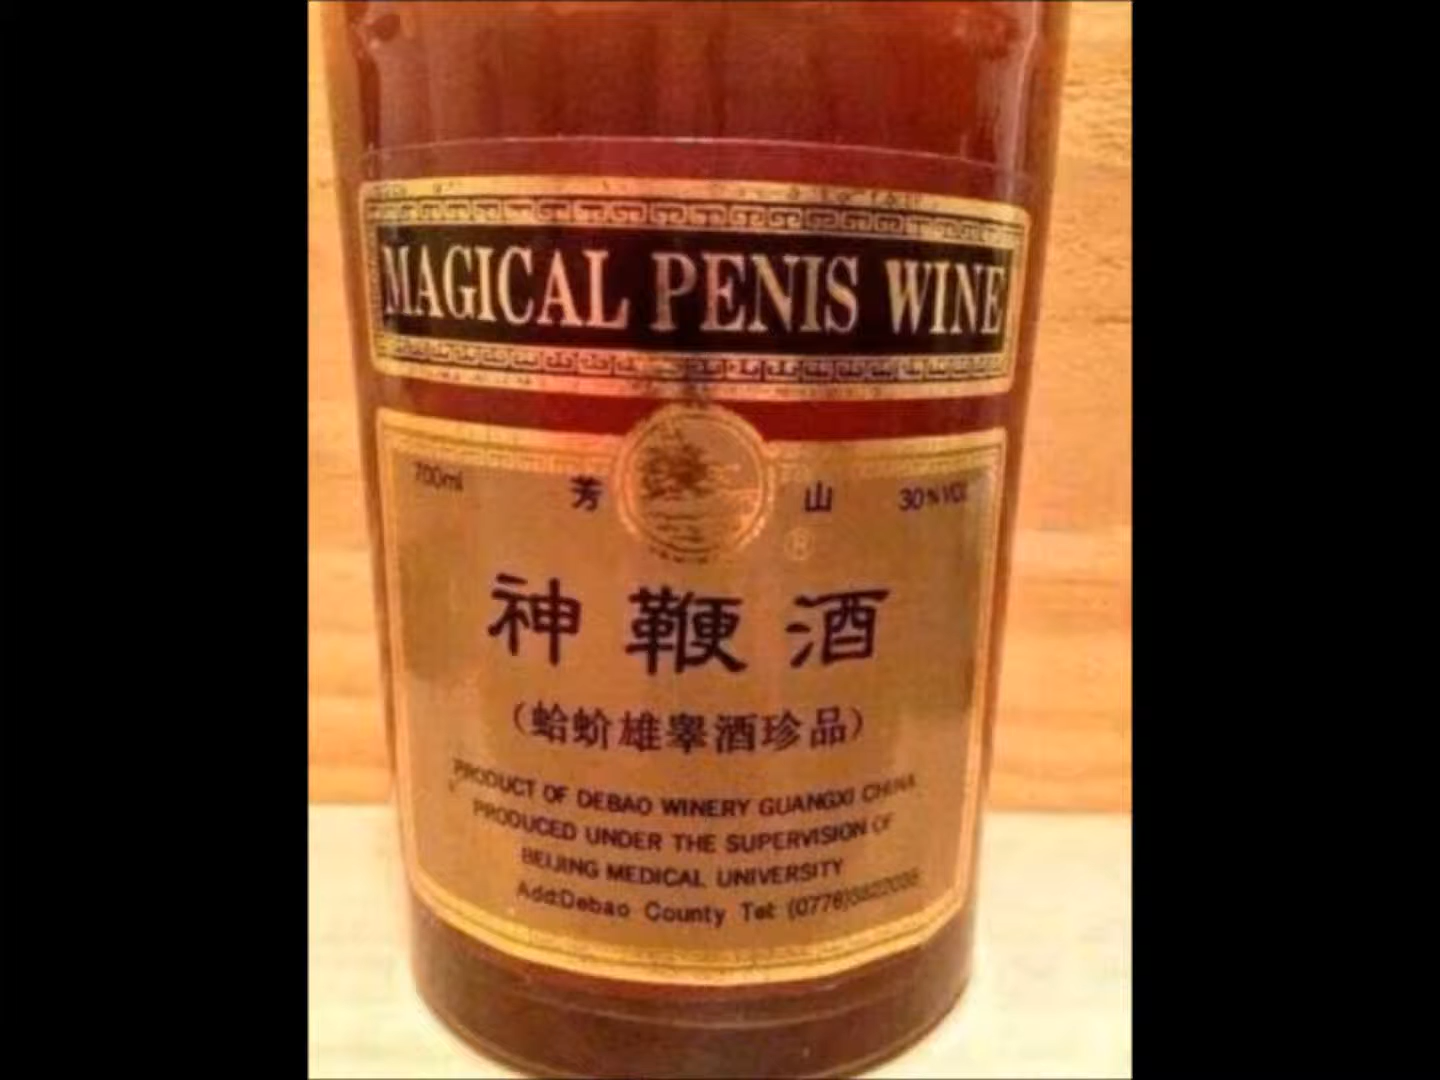 MAGICAL PENIS WINE
700ml 芳 山 30%VOL
®
神鞭酒
(蛤蚧雄睾酒珍品)
PRODUCT OF DEBAO WINERY GUANGXI CHINA
PRODUCED UNDER THE SUPERVISION OF
BEIJING MEDICAL UNIVERSITY
Add:Debao County Tel: (0776)